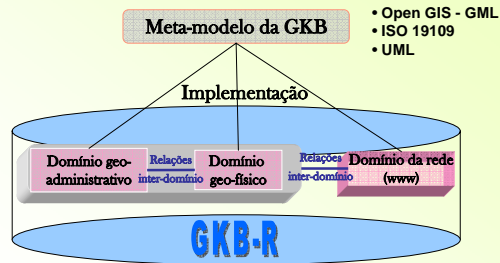 Meta-modelo da GKB
• Open GIS - GML
• ISO 19109
• UML
Implementação
Domínio geo-
administrativo
Relações
inter-domínio
Domínio
geo-físico
Relações
inter-domínio
Domínio da rede
(www)
GKB-R